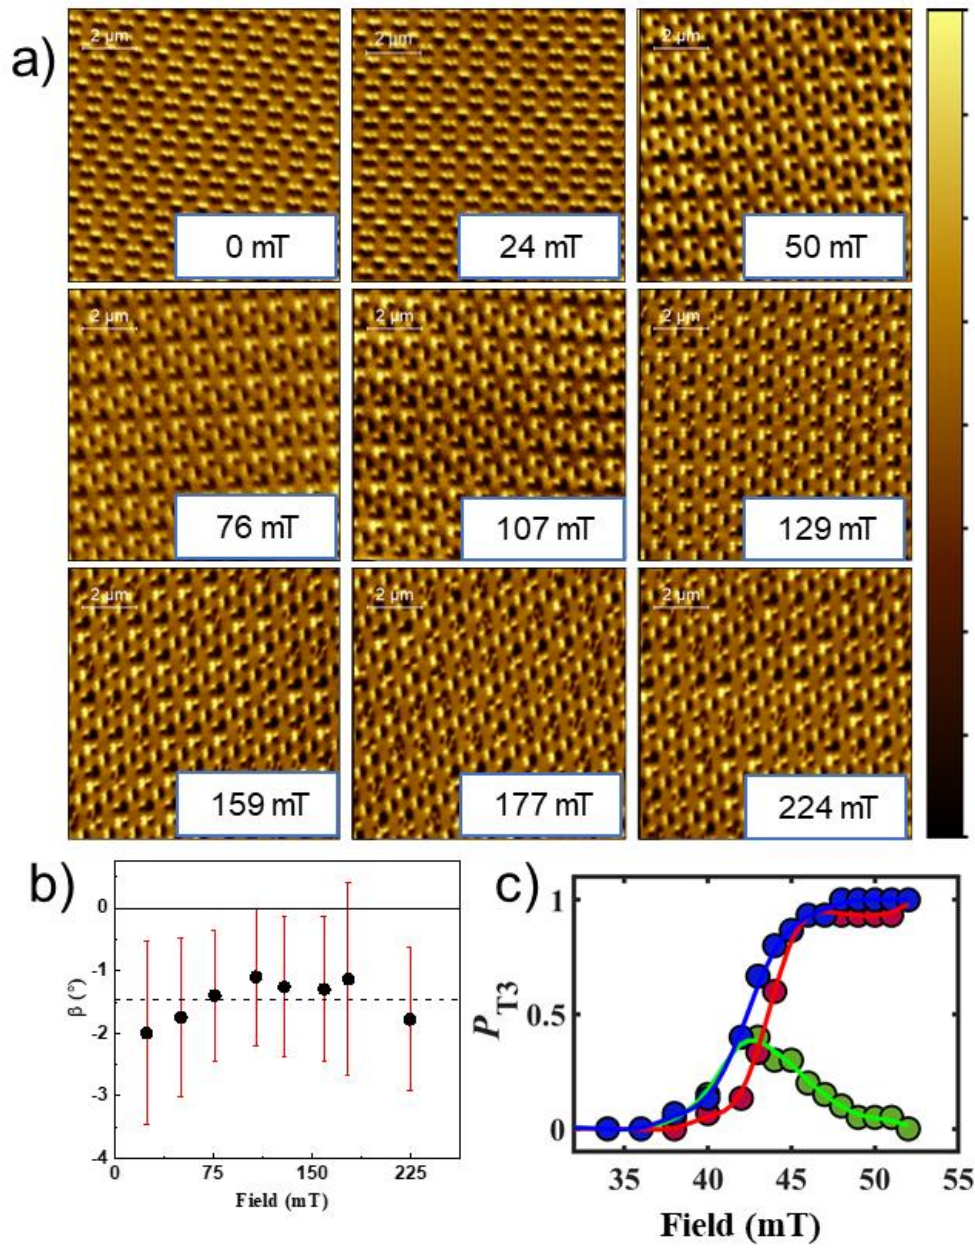 a)
2 µm
2 µm
2 µm
0 mT
24 mT
50 mT
2 µm
2 µm
2 µm
76 mT
107 mT
129 mT
2 µm
2 µm
2 µm
159 mT
177 mT
224 mT
b)
0
-1
-2
-3
-4
β (°)
0
75
150
225
Field (mT)
c)
1
0.5
0
P_T3
35
40
45
50
55
Field (mT)